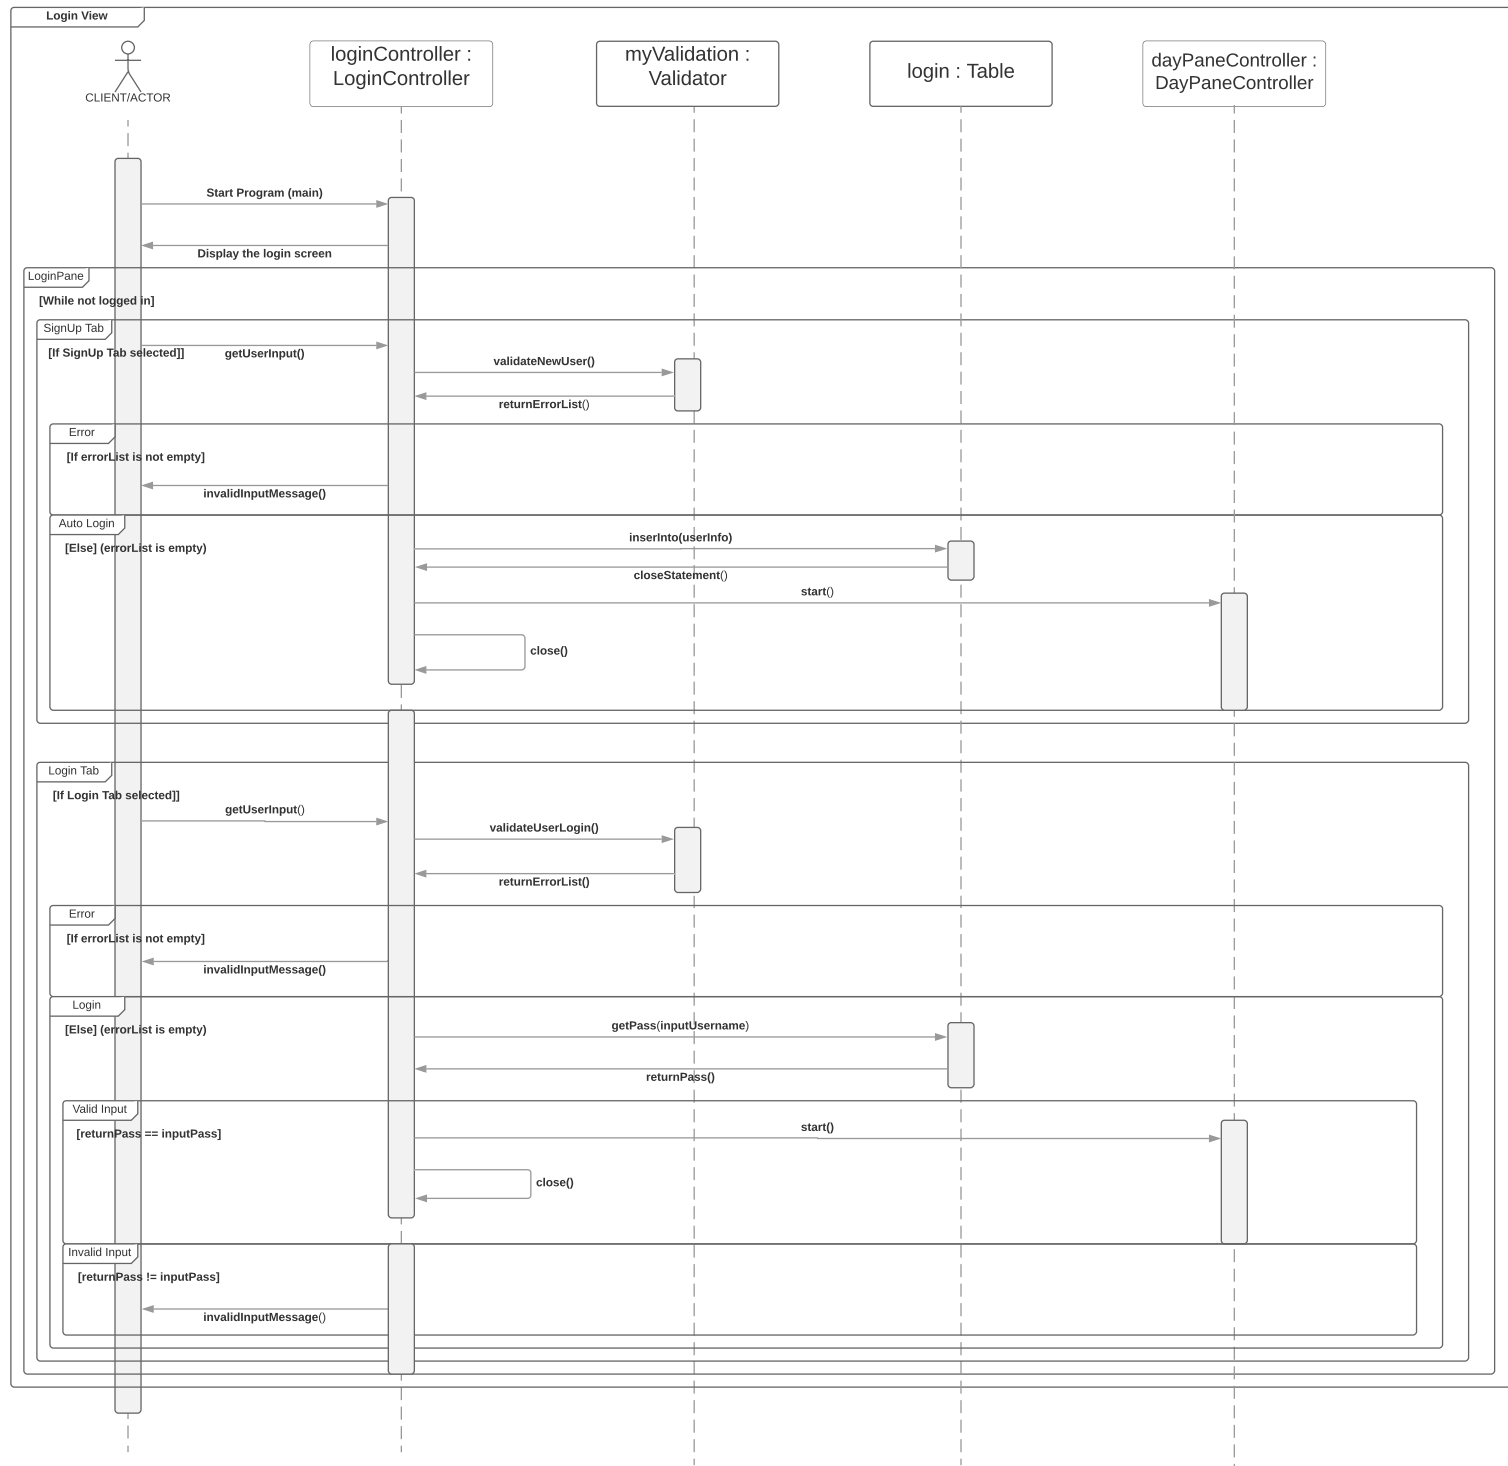 Login View
CLIENT/ACTOR
loginController :
LoginController
myValidation :
Validator
login : Table
dayPaneController :
DayPaneController
Start Program (main)
Display the login screen
LoginPane
[While not logged in]
SignUp Tab
[If SignUp Tab selected]]
getUserInput()
validateNewUser()
returnErrorList()
Error
[If errorList is not empty]
invalidInputMessage()
Auto Login
[Else] (errorList is empty)
inserInto(userInfo)
closeStatement()
start()
close()
Login Tab
[If Login Tab selected]]
getUserInput()
validateUserLogin()
returnErrorList()
Error
[If errorList is not empty]
invalidInputMessage()
Login
[Else] (errorList is empty)
getPass(inputUsername)
returnPass()
Valid Input
[returnPass == inputPass]
start()
close()
Invalid Input
[returnPass != inputPass]
invalidInputMessage()